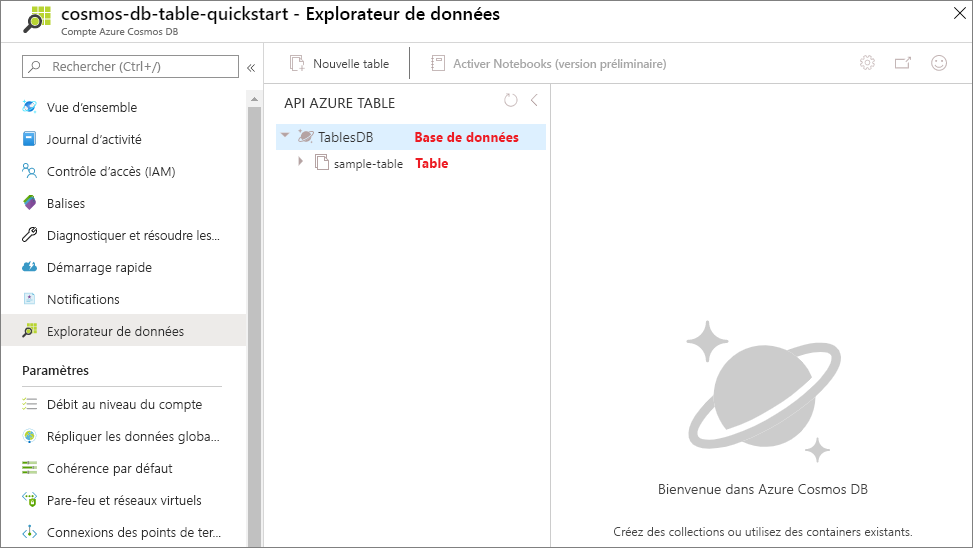 cosmos-db-table-quickstart - Explorateur de données
Compte Azure Cosmos DB
Rechercher (Ctrl+/)
Vue d'ensemble
Journal d'activité
Contrôle d'accès (IAM)
Balises
Diagnostiquer et résoudre les...
Démarrage rapide
Notifications
Explorateur de données
Paramètres
Débit au niveau du compte
Répliquer les données globa...
Cohérence par défaut
Pare-feu et réseaux virtuels
Connexions des points de ter...
Nouvelle table
Activer Notebooks (version préliminaire)
API AZURE TABLE
TablesDB Base de données
sample-table Table
Bienvenue dans Azure Cosmos DB
Créez des collections ou utilisez des containers existants.